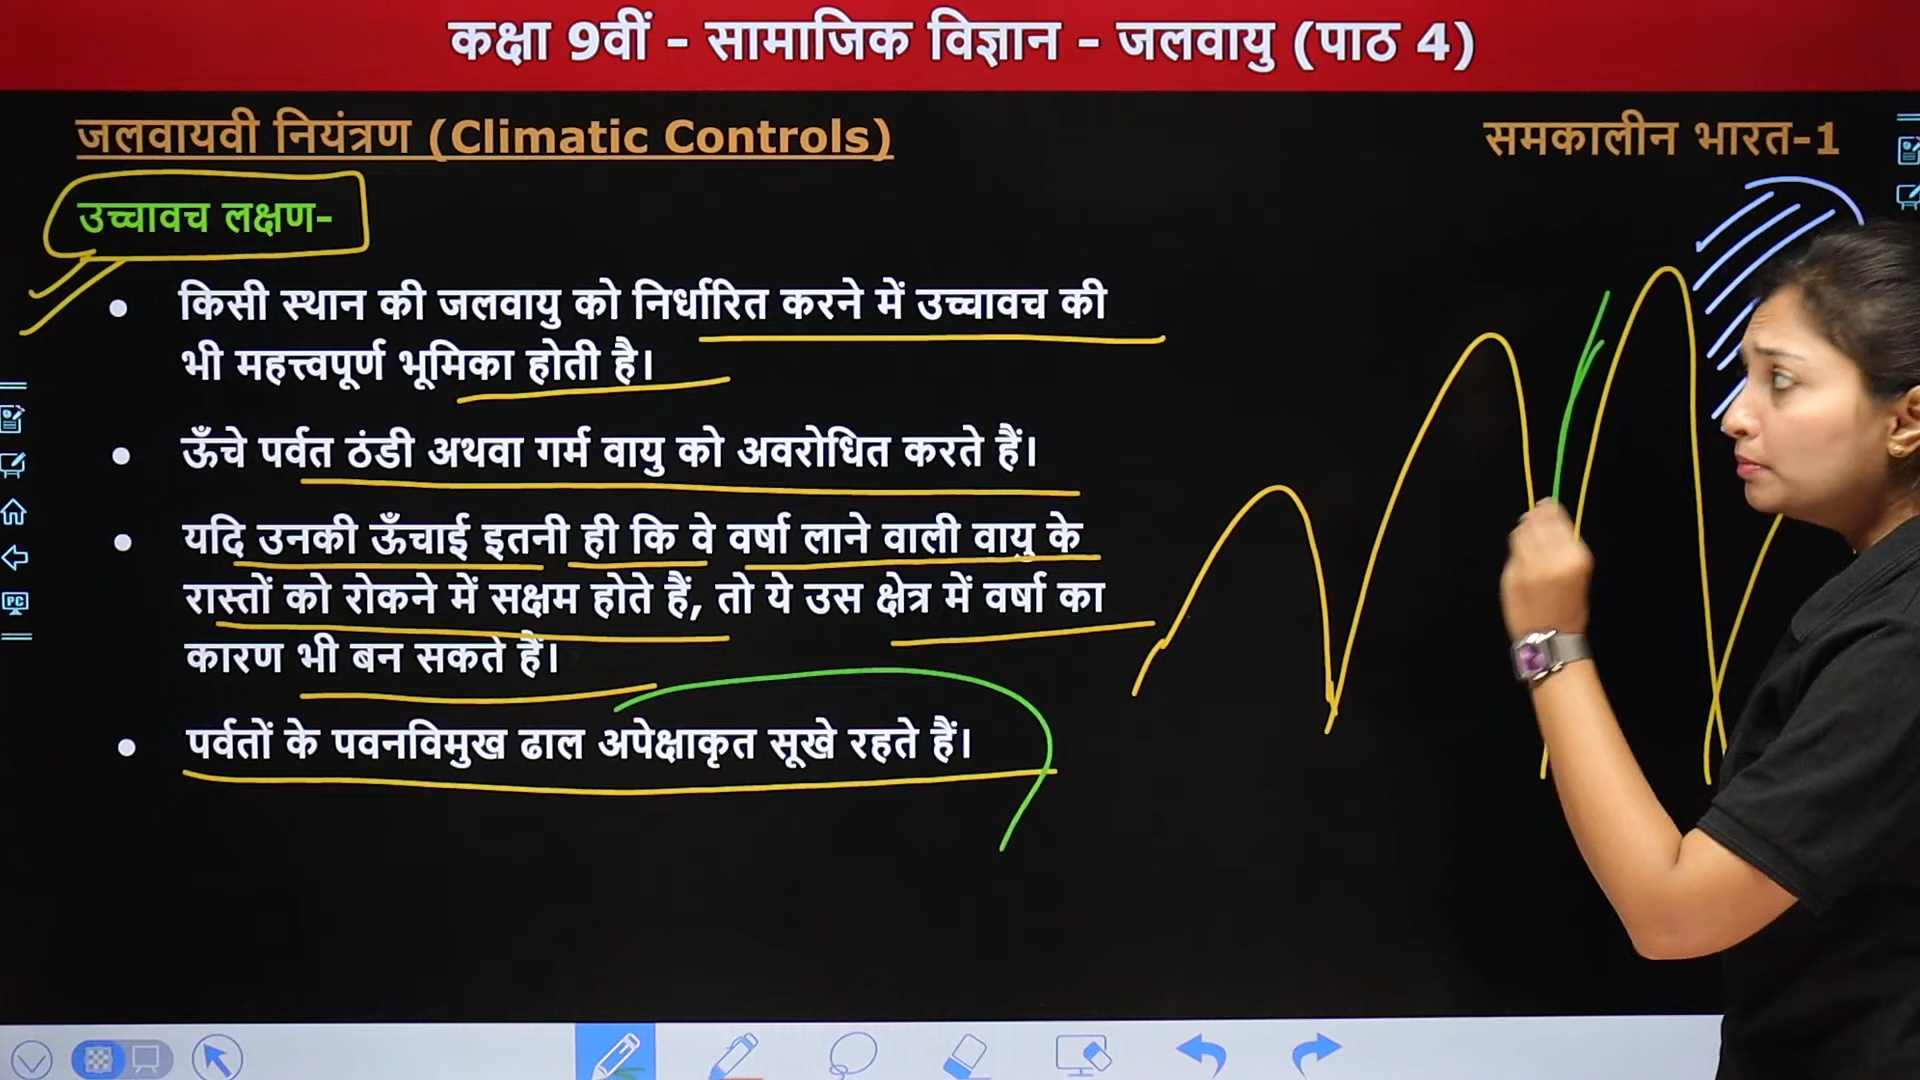 कक्षा 9वीं - सामाजिक विज्ञान - जलवायु (पाठ 4)
जलवायवी नियंत्रण (Climatic Controls)
समकालीन भारत-1
उच्चावच लक्षण-
• किसी स्थान की जलवायु को निर्धारित करने में उच्चावच की
भी महत्त्वपूर्ण भूमिका होती है।
• ऊँचे पर्वत ठंडी अथवा गर्म वायु को अवरोधित करते हैं।
• यदि उनकी ऊँचाई इतनी ही कि वे वर्षा लाने वाली वायु के
रास्तों को रोकने में सक्षम होते हैं, तो ये उस क्षेत्र में वर्षा का
कारण भी बन सकते हैं।
• पर्वतों के पवनविमुख ढाल अपेक्षाकृत सूखे रहते हैं।
PC